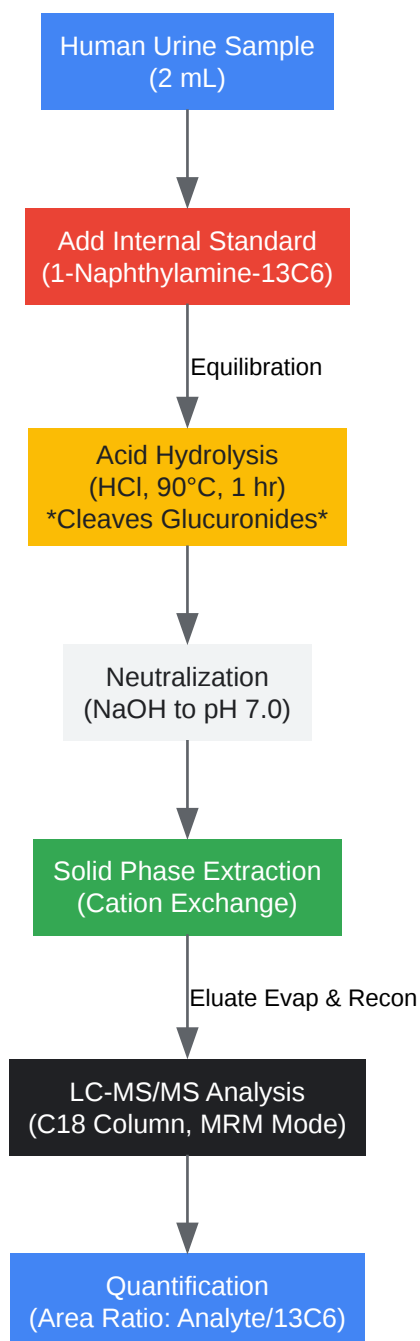 Human Urine Sample
(2 mL)
Add Internal Standard
(1-Naphthylamine-13C6)
Equilibration
Acid Hydrolysis
(HCl, 90°C, 1 hr)
*Cleaves Glucuronides*
Neutralization
(NaOH to pH 7.0)
Solid Phase Extraction
(Cation Exchange)
Eluate Evap & Recon
LC-MS/MS Analysis
(C18 Column, MRM Mode)
Quantification
(Area Ratio: Analyte/13C6)